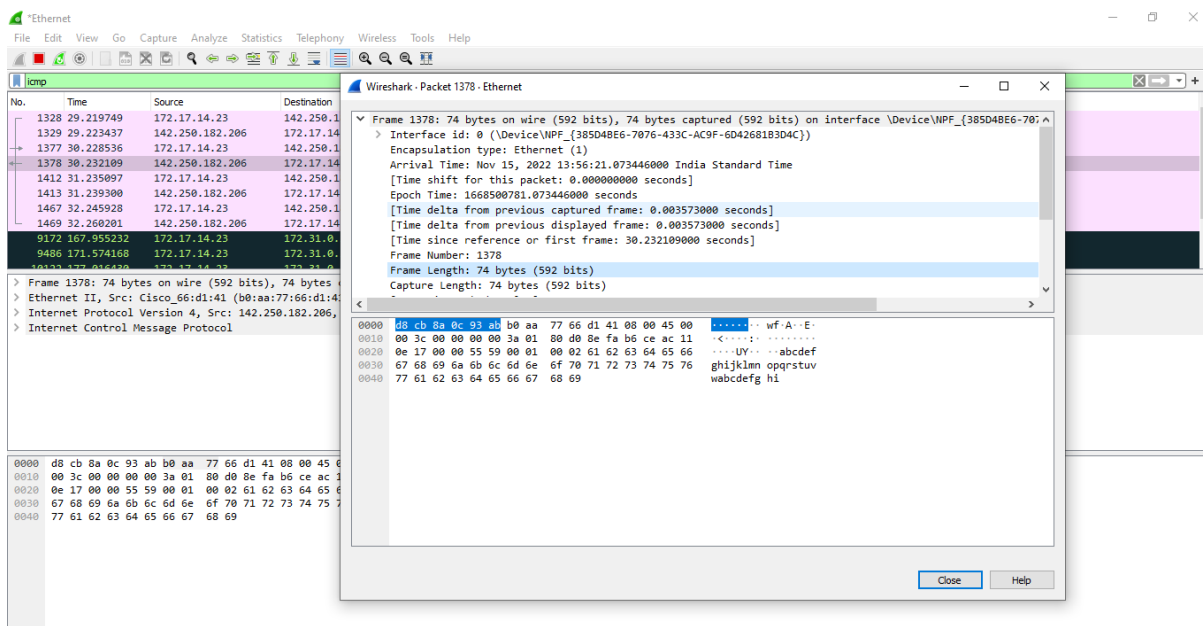 *Ethernet
File Edit View Go Capture Analyze Statistics Telephony Wireless Tools Help
icmp
No. Time Source Destination
1328 29.219749 172.17.14.23 142.250.1
1329 29.223437 142.250.182.206 172.17.14
1377 30.228536 172.17.14.23 142.250.1
1378 30.232109 142.250.182.206 172.17.14
1412 31.235097 172.17.14.23 142.250.1
1413 31.239300 142.250.182.206 172.17.14
1467 32.245928 172.17.14.23 142.250.1
1469 32.260201 142.250.182.206 172.17.14
9172 167.955232 172.17.14.23 172.31.0.
9486 171.574168 172.17.14.23 172.31.0.
Frame 1378: 74 bytes on wire (592 bits), 74 bytes
Ethernet II, Src: Cisco_66:d1:41 (b0:aa:77:66:d1:41
Internet Protocol Version 4, Src: 142.250.182.206,
Internet Control Message Protocol
0000 d8 cb 8a 0c 93 ab b0 aa 77 66 d1 41 08 00 45 0
0010 00 3c 00 00 00 00 3a 01 80 d0 8e fa b6 ce ac 1
0020 0e 17 00 00 55 59 00 01 00 02 61 62 63 64 65 6
0030 67 68 69 6a 6b 6c 6d 6e 6f 70 71 72 73 74 75 7
0040 77 61 62 63 64 65 66 67 68 69
Wireshark · Packet 1378 · Ethernet
Frame 1378: 74 bytes on wire (592 bits), 74 bytes captured (592 bits) on interface \Device\NPF_{385D4BE6-707
Interface id: 0 (\Device\NPF_{385D4BE6-7076-433C-AC9F-6D42681B3D4C})
Encapsulation type: Ethernet (1)
Arrival Time: Nov 15, 2022 13:56:21.073446000 India Standard Time
[Time shift for this packet: 0.000000000 seconds]
Epoch Time: 1668500781.073446000 seconds
[Time delta from previous captured frame: 0.003573000 seconds]
[Time delta from previous displayed frame: 0.003573000 seconds]
[Time since reference or first frame: 30.232109000 seconds]
Frame Number: 1378
Frame Length: 74 bytes (592 bits)
Capture Length: 74 bytes (592 bits)
0000 d8 cb 8a 0c 93 ab b0 aa 77 66 d1 41 08 00 45 00 ········ wf·A··E·
0010 00 3c 00 00 00 00 3a 01 80 d0 8e fa b6 ce ac 11 ·<····:· ········
0020 0e 17 00 00 55 59 00 01 00 02 61 62 63 64 65 66 ····UY·· ··abcdef
0030 67 68 69 6a 6b 6c 6d 6e 6f 70 71 72 73 74 75 76 ghijklmn opqrstuv
0040 77 61 62 63 64 65 66 67 68 69 wabcdefg hi
Close Help